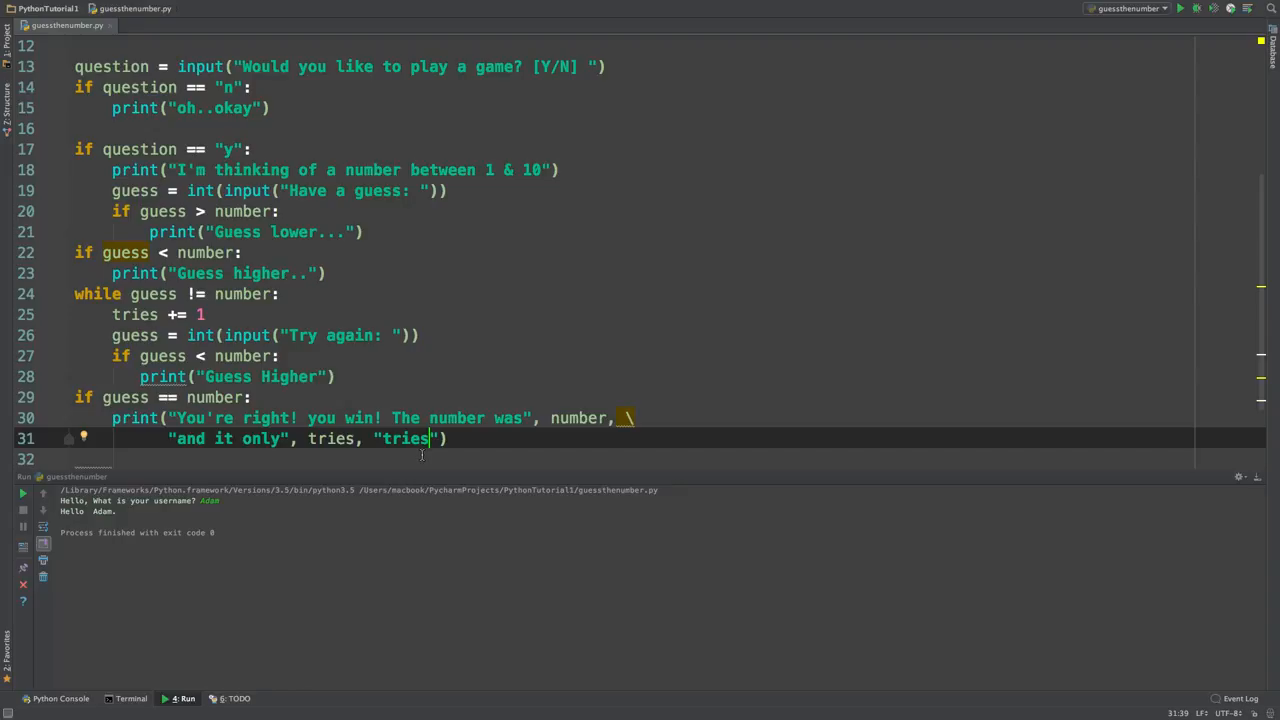 PythonTutorial1 guessthenumber.py guessthenumber
guessthenumber.py
1: Project
Z: Structure
2: Favorites
Database
12
13 question = input("Would you like to play a game? [Y/N] ")
14 if question == "n":
15 print("oh..okay")
16
17 if question == "y":
18 print("I'm thinking of a number between 1 & 10")
19 guess = int(input("Have a guess: "))
20 if guess > number:
21 print("Guess lower...")
22 if guess < number:
23 print("Guess higher..")
24 while guess != number:
25 tries += 1
26 guess = int(input("Try again: "))
27 if guess < number:
28 print("Guess Higher")
29 if guess == number:
30 print("You're right! you win! The number was", number, \
31 "and it only", tries, "tries")
32
Run guessthenumber
/Library/Frameworks/Python.framework/Versions/3.5/bin/python3.5 /Users/macbook/PycharmProjects/PythonTutorial1/guessthenumber.py
Hello, What is your username? Adam
Hello Adam.
Process finished with exit code 0
Python Console Terminal 4: Run 6: TODO Event Log
31:39 LF÷ UTF-8÷